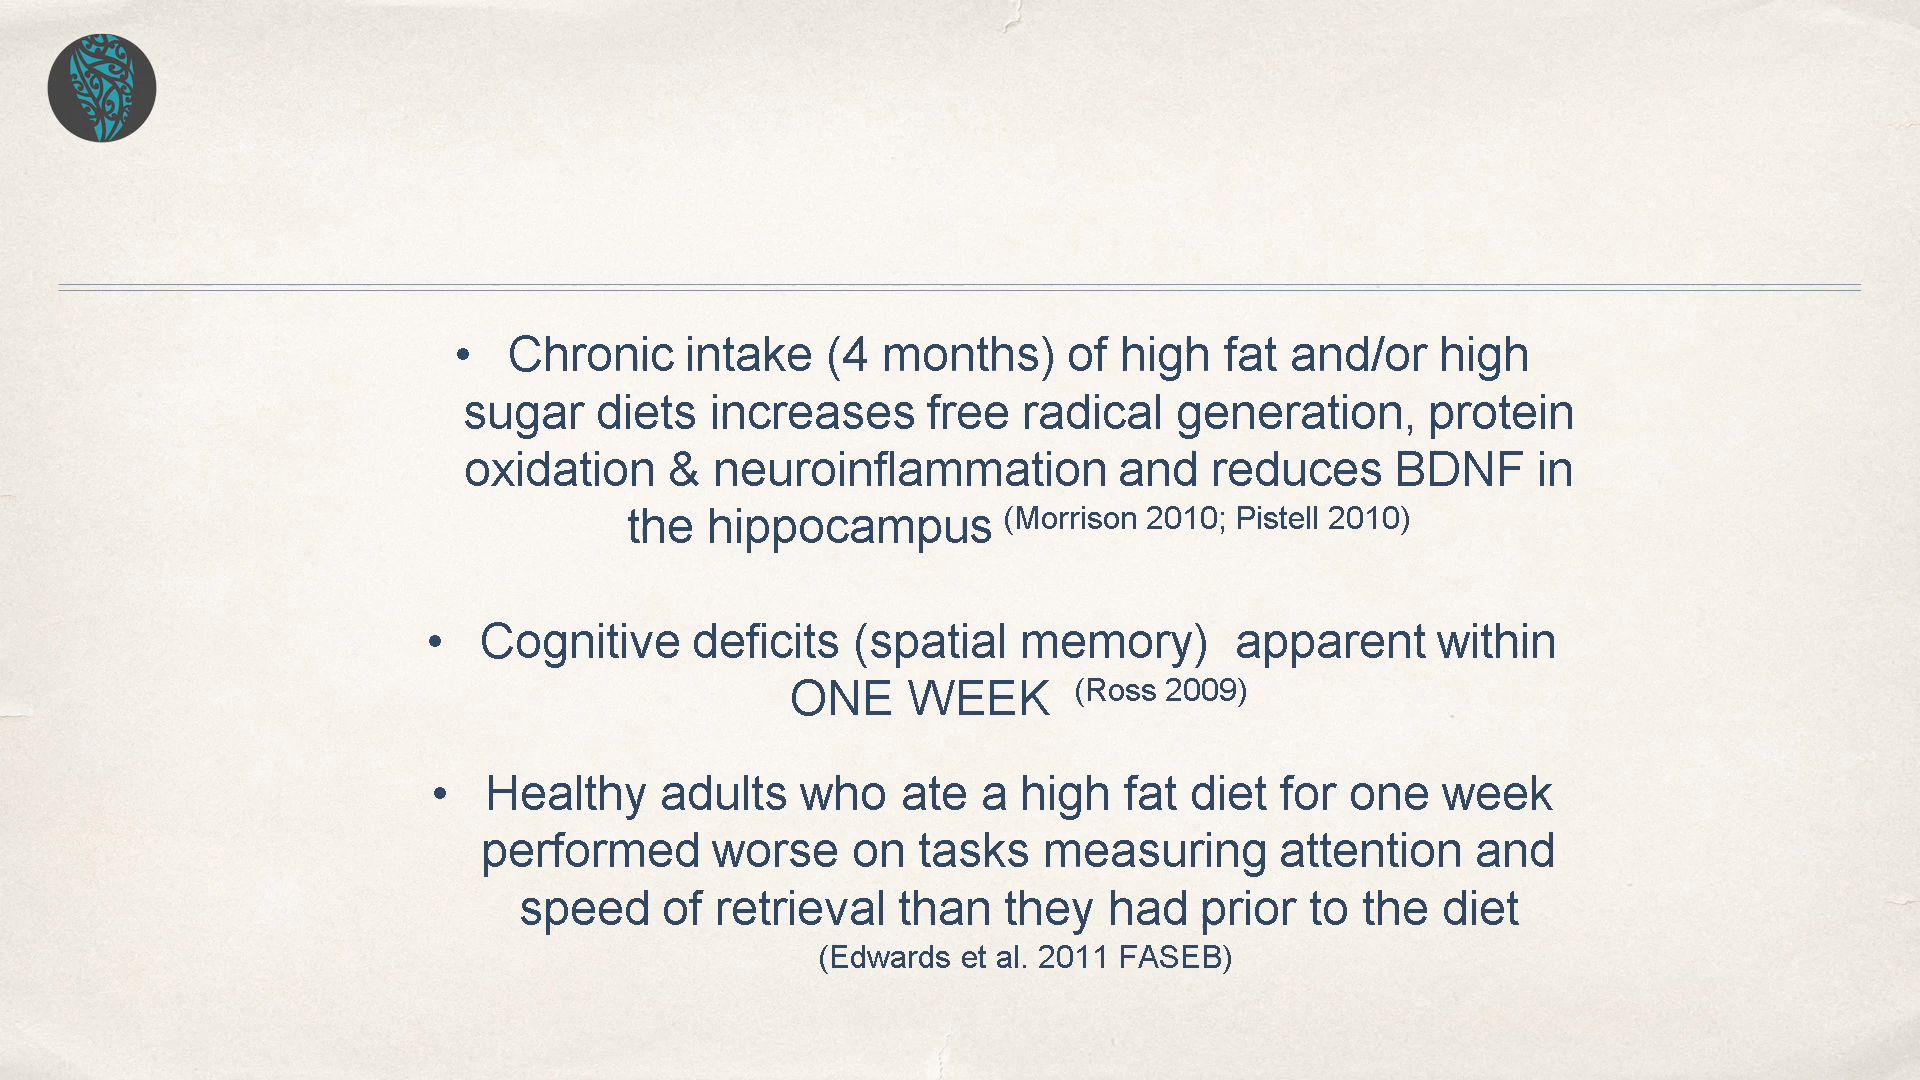 • Chronic intake (4 months) of high fat and/or high
sugar diets increases free radical generation, protein
oxidation & neuroinflammation and reduces BDNF in
the hippocampus (Morrison 2010; Pistell 2010)
• Cognitive deficits (spatial memory)  apparent within
ONE WEEK  (Ross 2009)
• Healthy adults who ate a high fat diet for one week
performed worse on tasks measuring attention and
speed of retrieval than they had prior to the diet
(Edwards et al. 2011 FASEB)